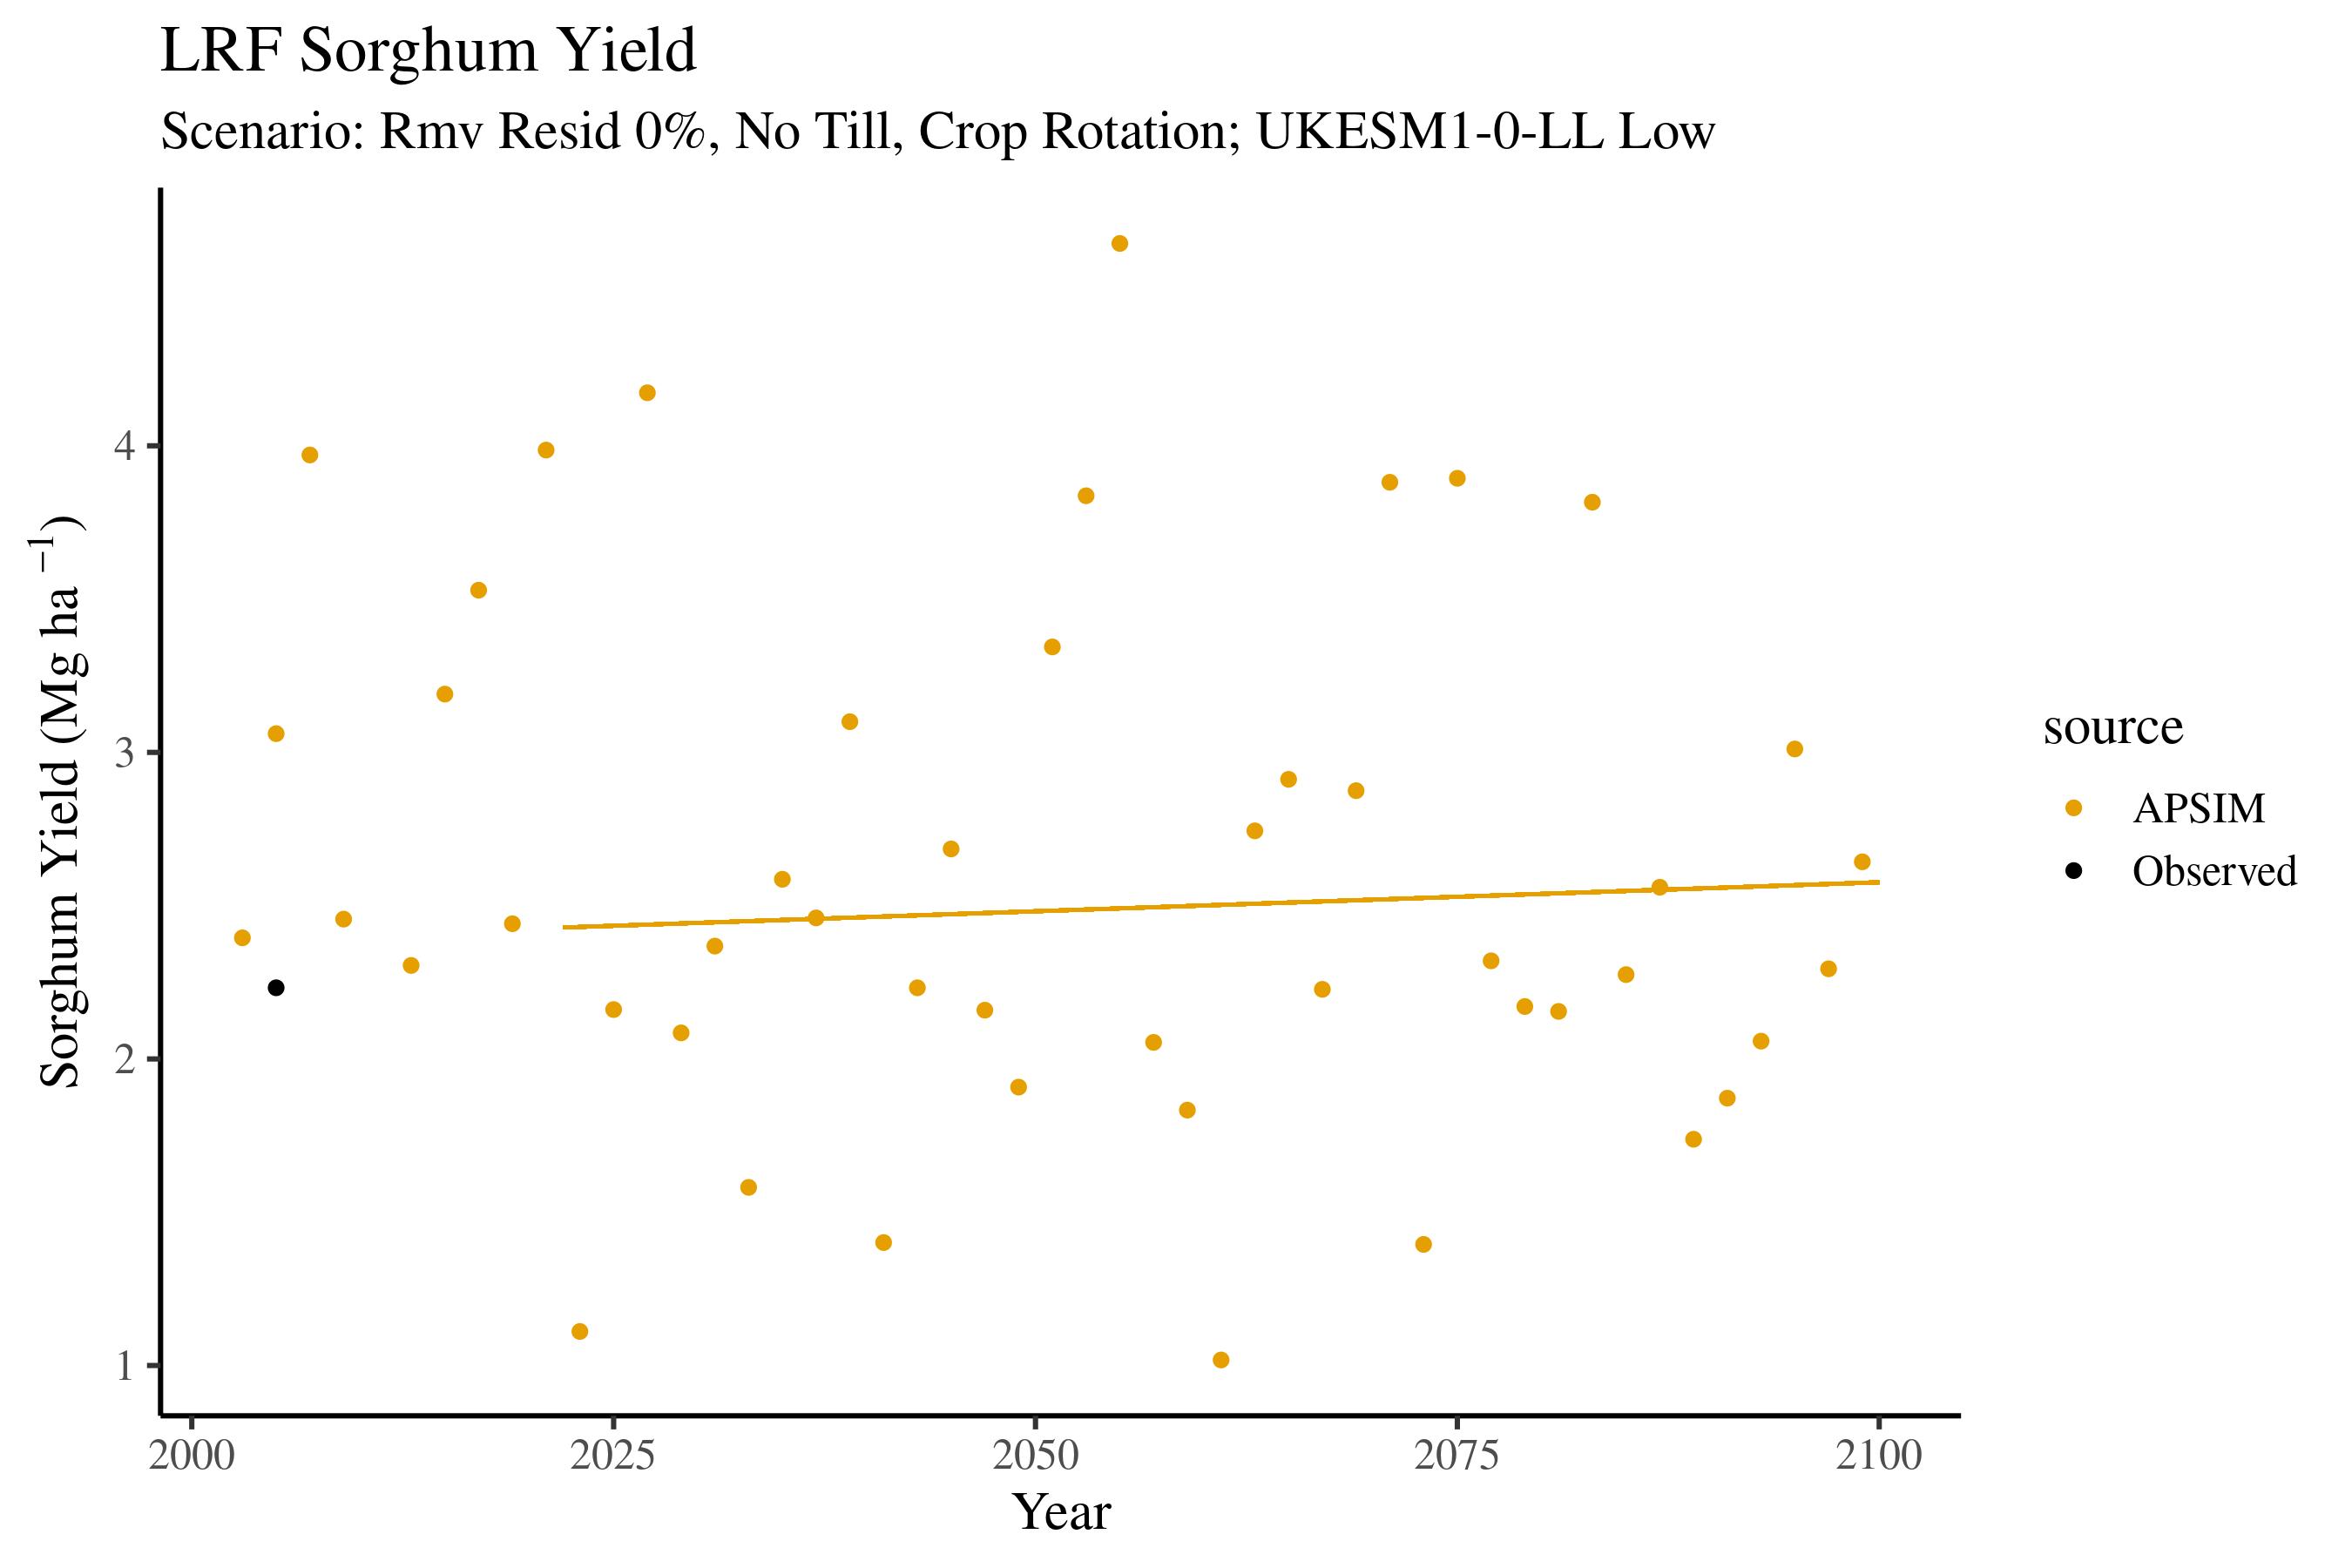 LRF Sorghum Yield
Scenario: Rmv Resid 0%, No Till, Crop Rotation; UKESM1-0-LL Low
Sorghum Yield (Mg ha ⁻¹)
4
3
2
1
2000 2025 2050 2075 2100
Year
source
APSIM
Observed